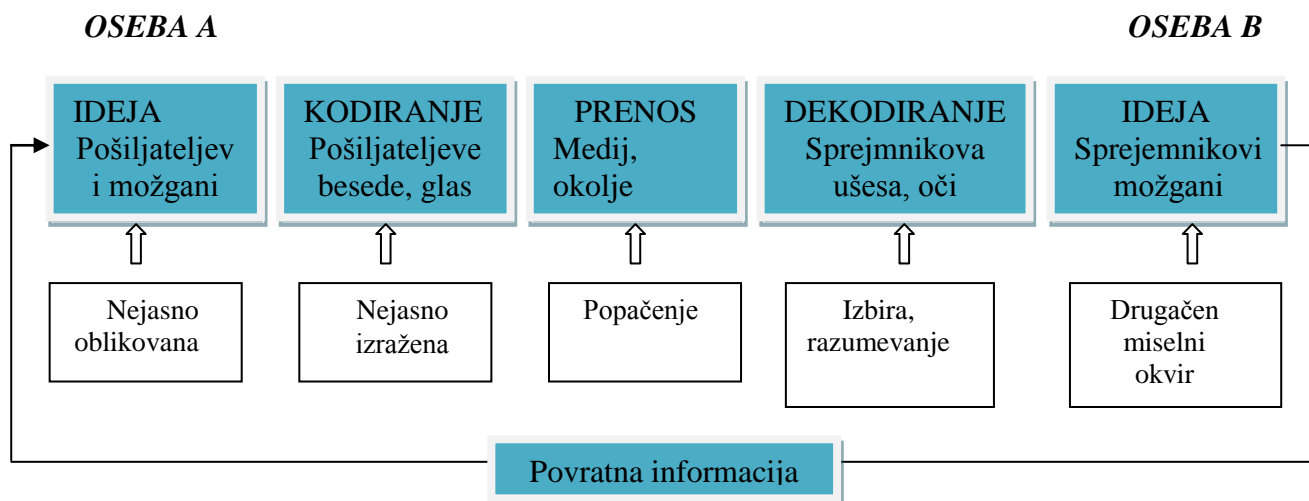 OSEBA A
OSEBA B
IDEJA
Pošiljateljev
i možgani
KODIRANJE
Pošiljateljeve
besede, glas
PRENOS
Medij,
okolje
DEKODIRANJE
Sprejmnikova
ušesa, oči
IDEJA
Sprejemnikovi
možgani
Nejasno
oblikovana
Nejasno
izražena
Popačenje
Izbira,
razumevanje
Drugačen
miselni
okvir
Povratna informacija